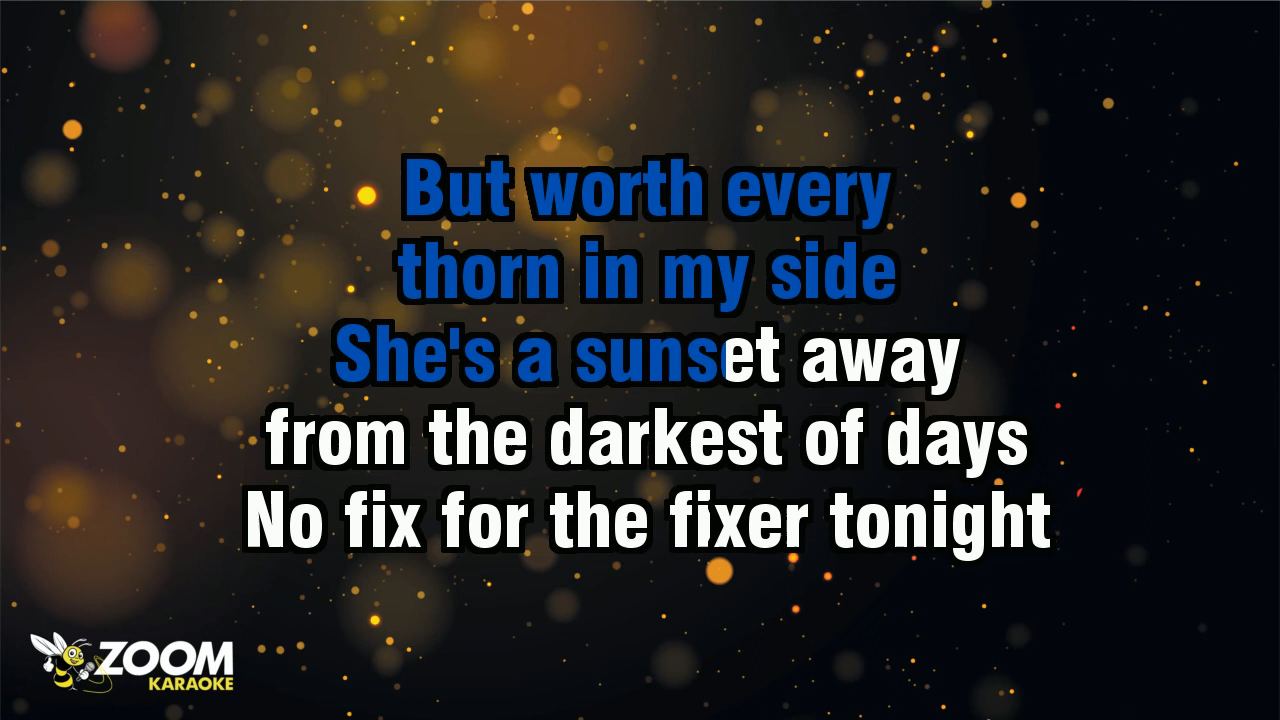 But worth every
thorn in my side
She's a sunset away
from the darkest of days
No fix for the fixer tonight
ZOOM
KARAOKE